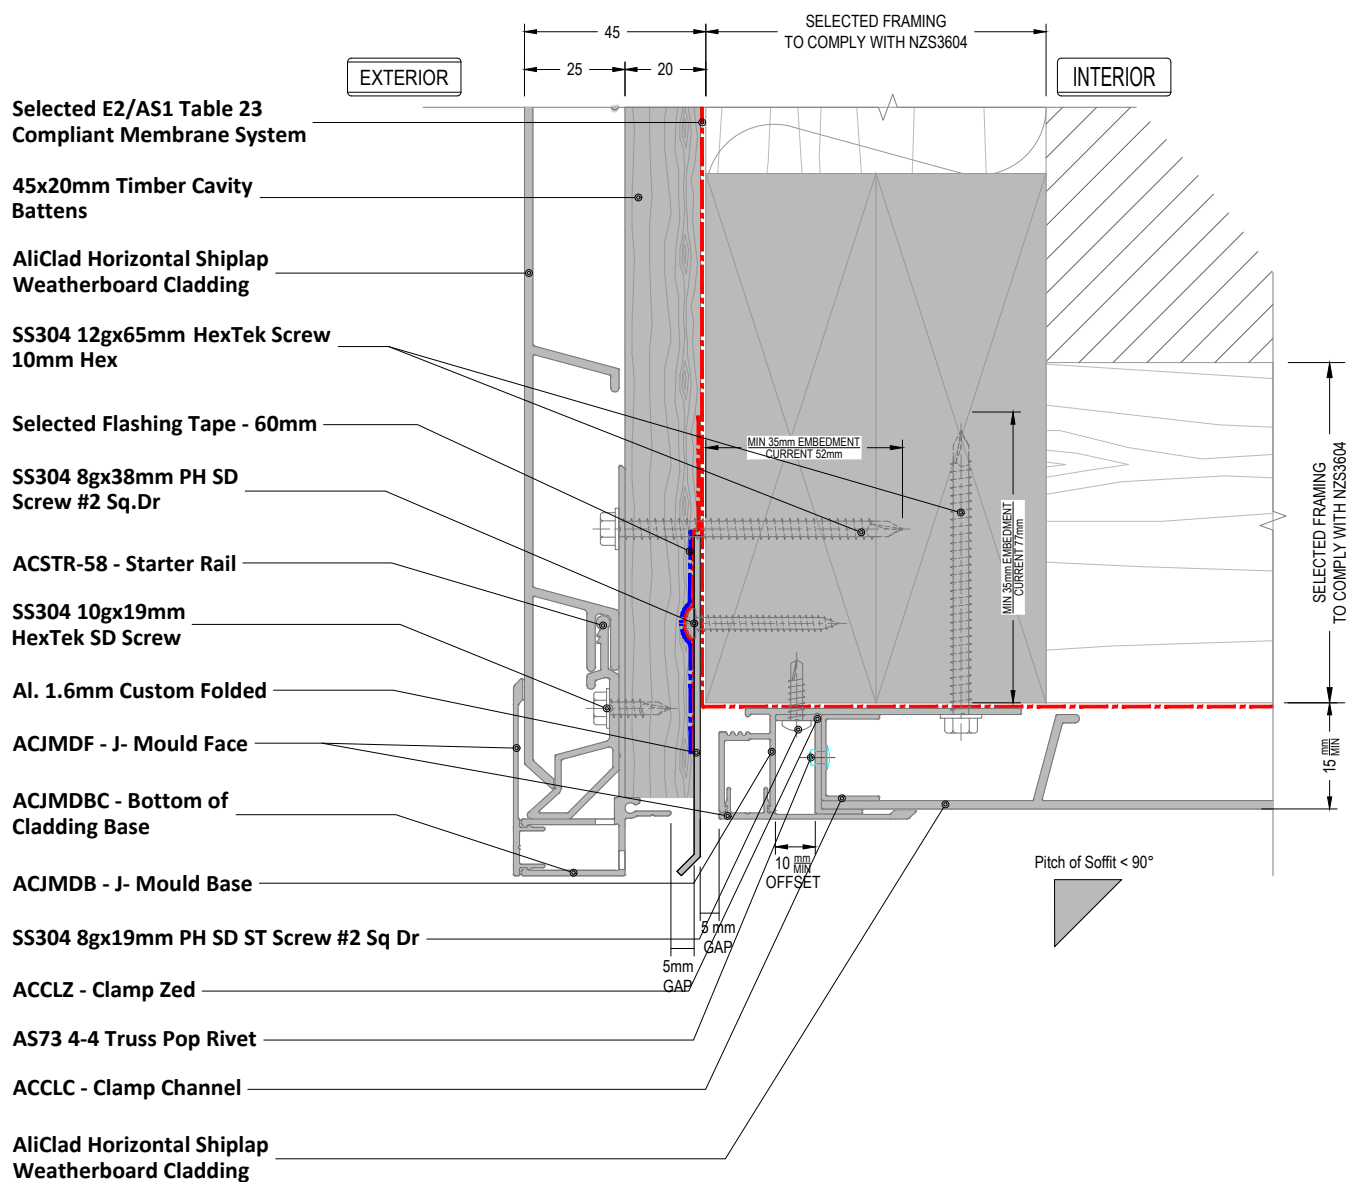 45
SELECTED FRAMING
TO COMPLY WITH NZS3604
25
20
EXTERIOR
INTERIOR
Selected E2/AS1 Table 23
Compliant Membrane System
45x20mm Timber Cavity
Battens
AliClad Horizontal Shiplap
Weatherboard Cladding
SS304 12gx65mm HexTek Screw
10mm Hex
Selected Flashing Tape - 60mm
SS304 8gx38mm PH SD
Screw #2 Sq.Dr
ACSTR-58 - Starter Rail
SS304 10gx19mm
HexTek SD Screw
Al. 1.6mm Custom Folded
ACJMDF - J- Mould Face
ACJMDBC - Bottom of
Cladding Base
ACJMDB - J- Mould Base
SS304 8gx19mm PH SD ST Screw #2 Sq Dr
ACCLZ - Clamp Zed
AS73 4-4 Truss Pop Rivet
ACCLC - Clamp Channel
AliClad Horizontal Shiplap
Weatherboard Cladding
MIN 35mm EMBEDMENT
CURRENT 52mm
MIN 35mm EMBEDMENT
CURRENT 77mm
SELECTED FRAMING
TO COMPLY WITH NZS3604
15 mm MIN
10 mm MIN
OFFSET
5 mm
GAP
5mm
GAP
Pitch of Soffit < 90°